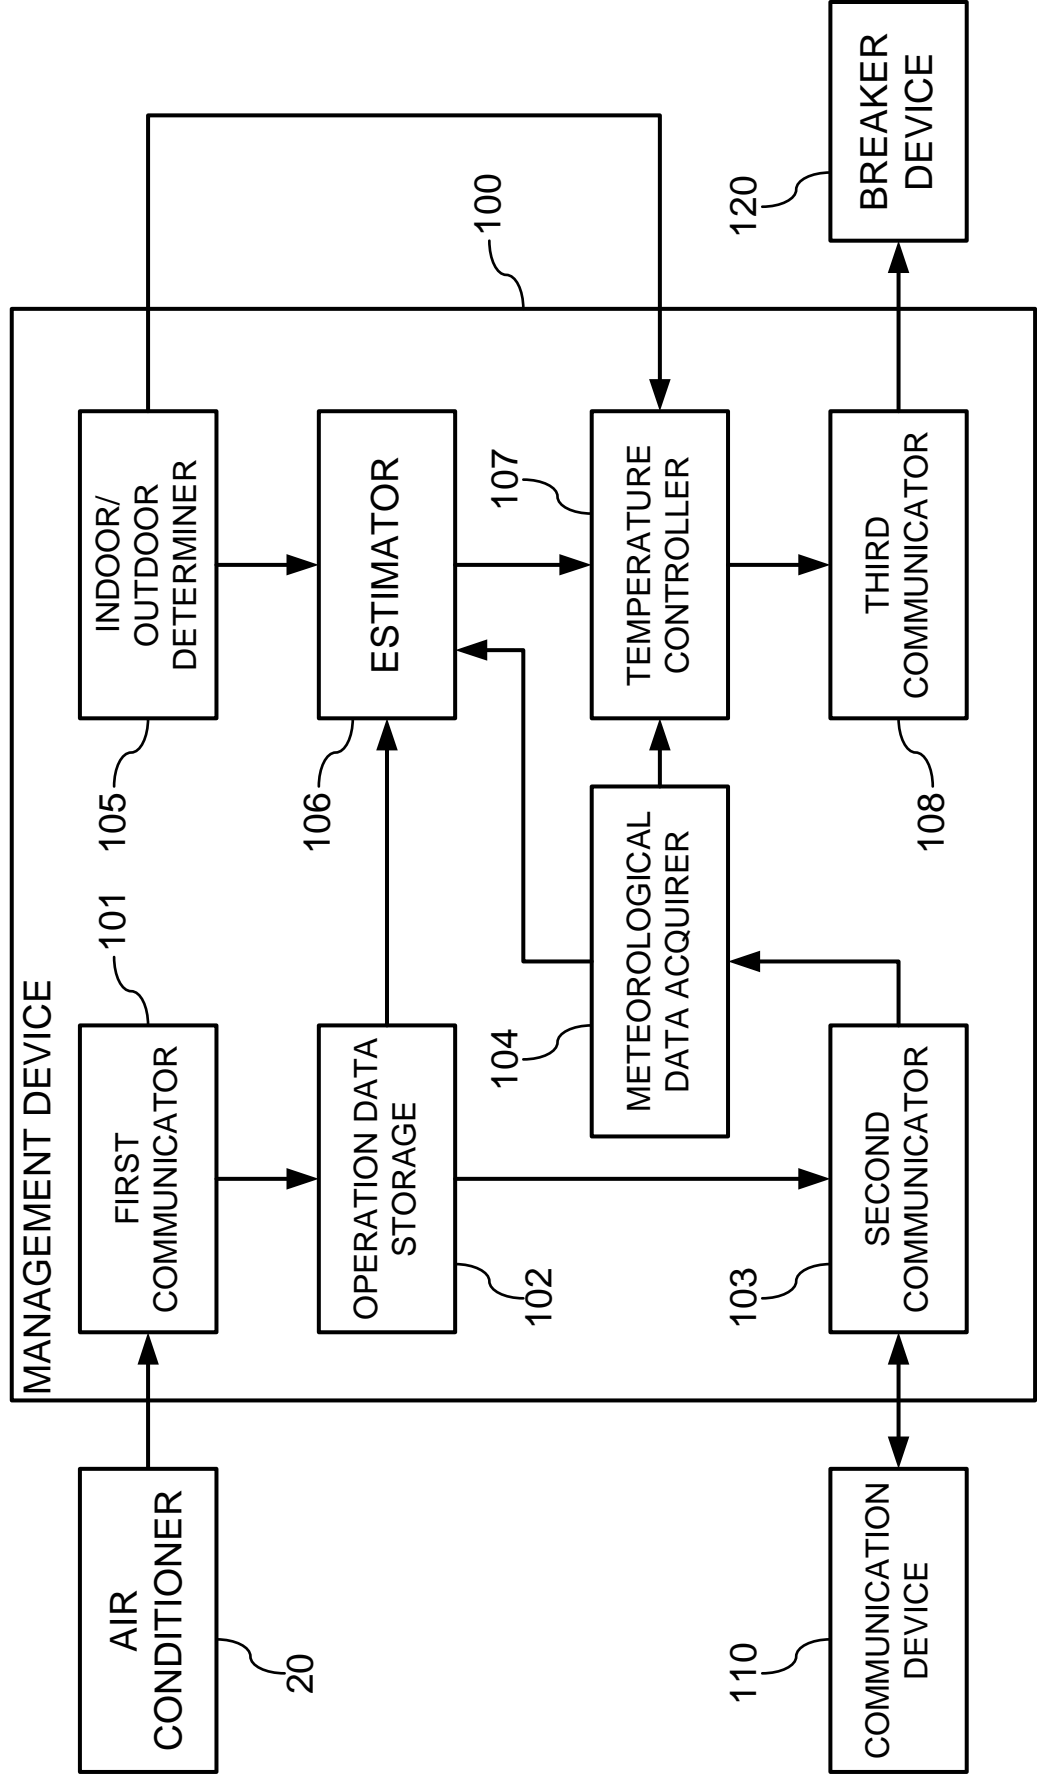 MANAGEMENT DEVICE
100
AIR
CONDITIONER
20
FIRST
COMMUNICATOR
101
INDOOR/
OUTDOOR
DETERMINER
105
OPERATION DATA
STORAGE
102
ESTIMATOR
106
METEOROLOGICAL
DATA ACQUIRER
104
TEMPERATURE
CONTROLLER
107
COMMUNICATION
DEVICE
110
SECOND
COMMUNICATOR
103
THIRD
COMMUNICATOR
108
BREAKER
DEVICE
120